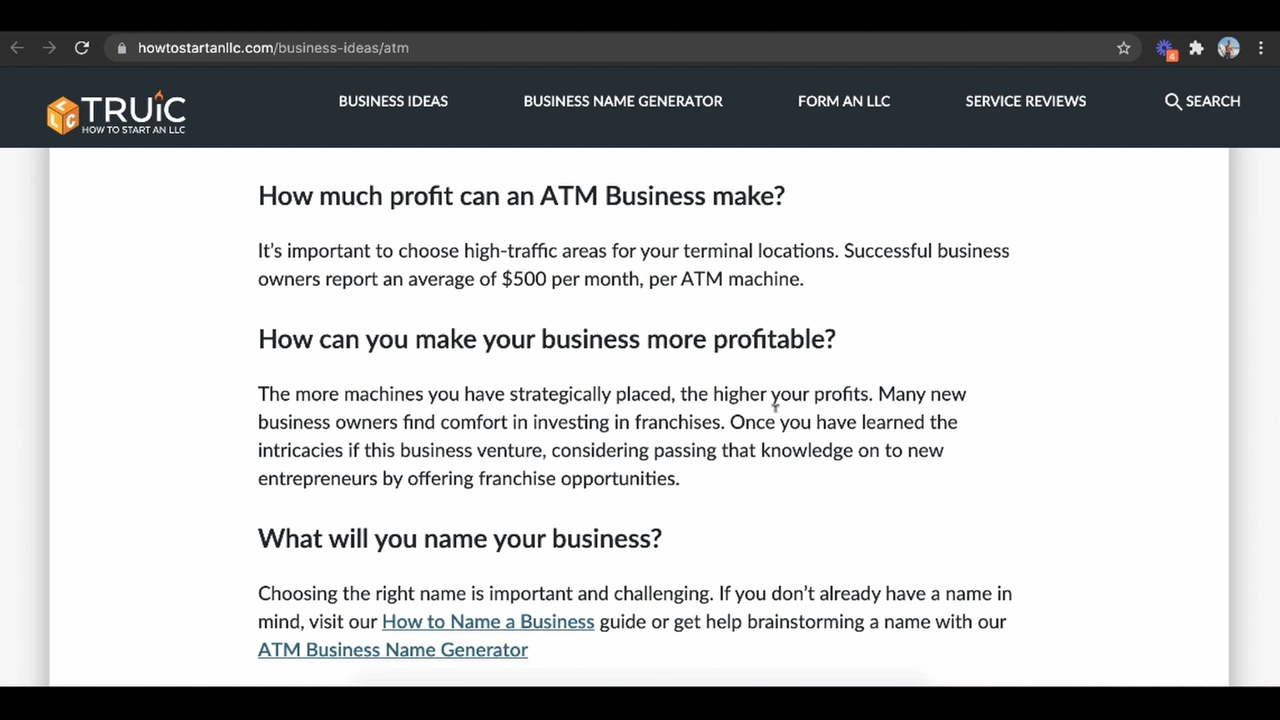 howtostartanllc.com/business-ideas/atm
4
LLC
TRUiC
HOW TO START AN LLC
BUSINESS IDEAS
BUSINESS NAME GENERATOR
FORM AN LLC
SERVICE REVIEWS
SEARCH
How much profit can an ATM Business make?
It’s important to choose high-traffic areas for your terminal locations. Successful business
owners report an average of $500 per month, per ATM machine.
How can you make your business more profitable?
The more machines you have strategically placed, the higher your profits. Many new
business owners find comfort in investing in franchises. Once you have learned the
intricacies if this business venture, considering passing that knowledge on to new
entrepreneurs by offering franchise opportunities.
What will you name your business?
Choosing the right name is important and challenging. If you don’t already have a name in
mind, visit our How to Name a Business guide or get help brainstorming a name with our
ATM Business Name Generator